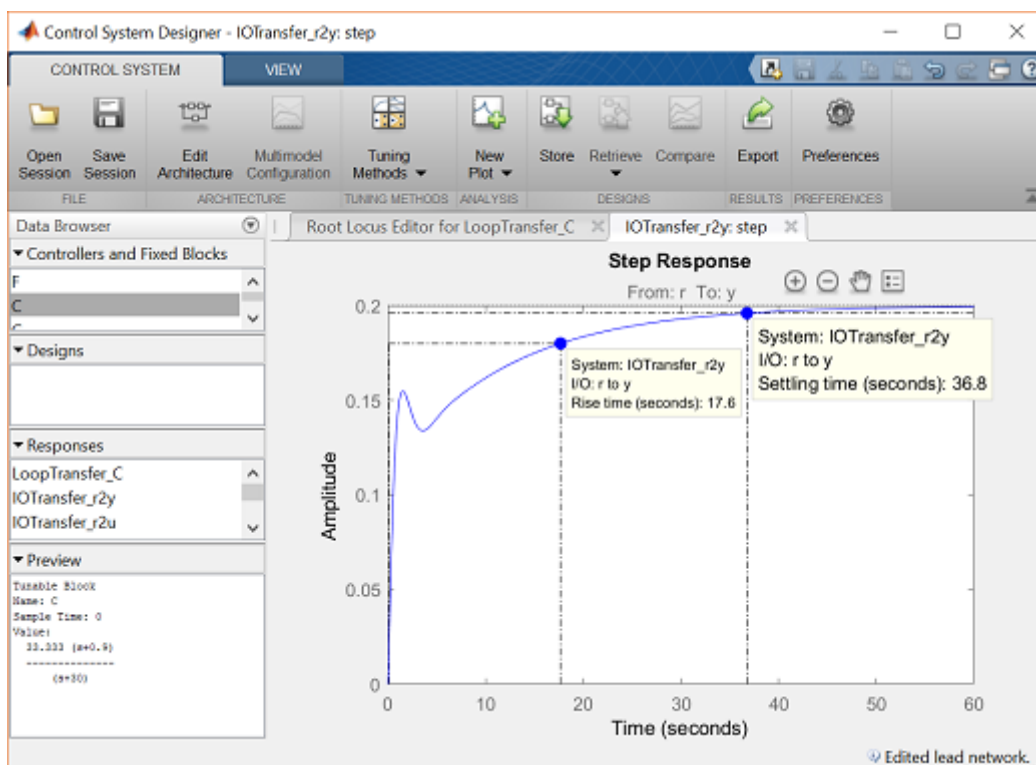 Control System Designer - IOTransfer_r2y: step
CONTROL SYSTEM VIEW
Open Session Save Session Edit Architecture Multimodel Configuration Tuning Methods New Plot Store Retrieve Compare Export Preferences
FILE ARCHITECTURE TUNING METHODS ANALYSIS DESIGNS RESULTS PREFERENCES
Data Browser
Root Locus Editor for LoopTransfer_C IOTransfer_r2y: step
Controllers and Fixed Blocks
F
C
Designs
Responses
LoopTransfer_C
IOTransfer_r2y
IOTransfer_r2u
Preview
Tunable Block
Name: C
Sample Time: 0
Value:
33.333 (s+0.9)
--------------
(s+30)
Step Response
From: r To: y
Amplitude
0.2
0.15
0.1
0.05
0
System: IOTransfer_r2y
I/O: r to y
Rise time (seconds): 17.6
System: IOTransfer_r2y
I/O: r to y
Settling time (seconds): 36.8
0 10 20 30 40 50 60
Time (seconds)
Edited lead network.